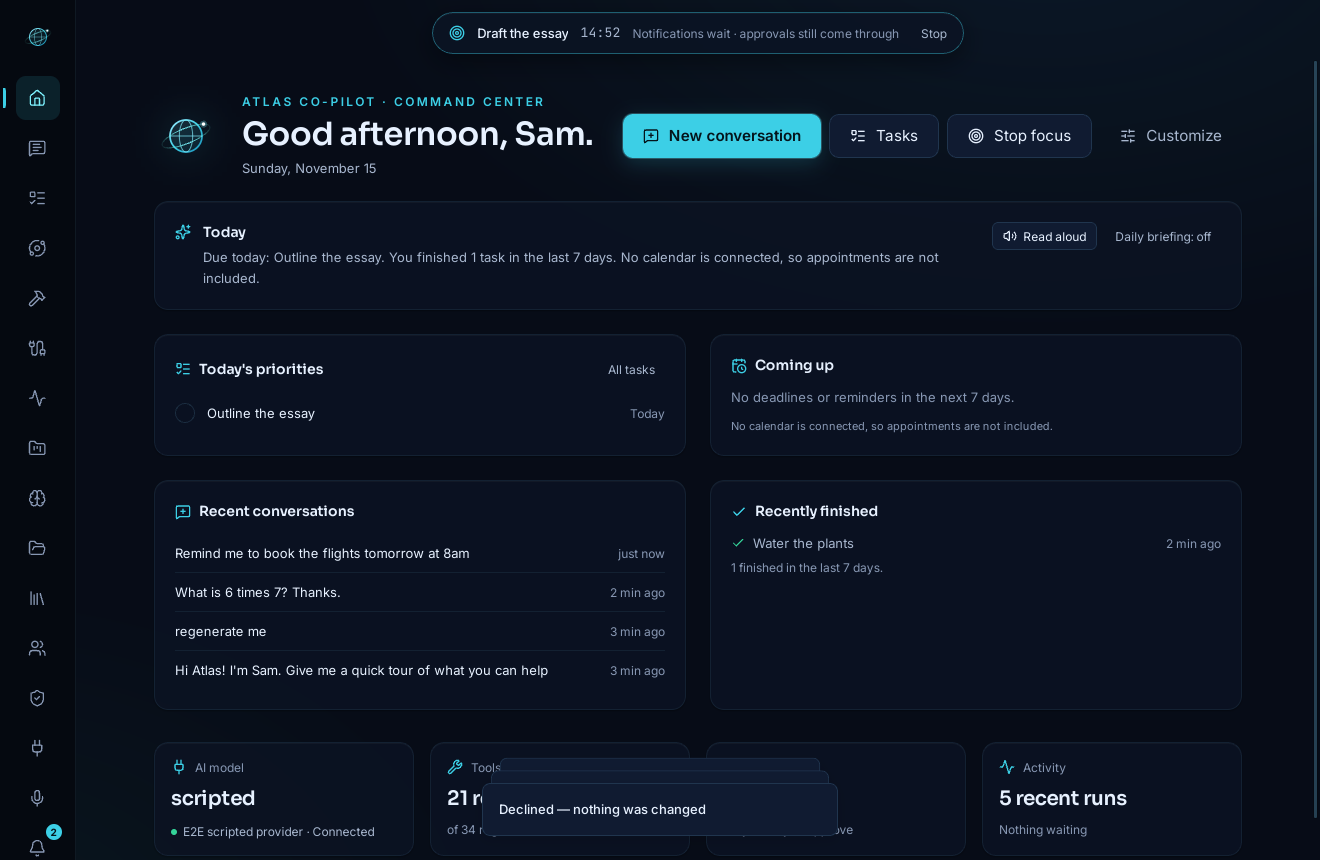 Draft the essay 14:52 Notifications wait · approvals still come through Stop
ATLAS CO-PILOT · COMMAND CENTER
Good afternoon, Sam.
Sunday, November 15
New conversation
Tasks
Stop focus
Customize
Today
Due today: Outline the essay. You finished 1 task in the last 7 days. No calendar is connected, so appointments are not
included.
Read aloud
Daily briefing: off
Today's priorities
All tasks
Outline the essay
Today
Coming up
No deadlines or reminders in the next 7 days.
No calendar is connected, so appointments are not included.
Recent conversations
Remind me to book the flights tomorrow at 8am just now
What is 6 times 7? Thanks. 2 min ago
regenerate me 3 min ago
Hi Atlas! I'm Sam. Give me a quick tour of what you can help 3 min ago
Recently finished
Water the plants 2 min ago
1 finished in the last 7 days.
AI model
scripted
E2E scripted provider · Connected
Tools
21
of 34
Declined — nothing was changed
Activity
5 recent runs
Nothing waiting
2